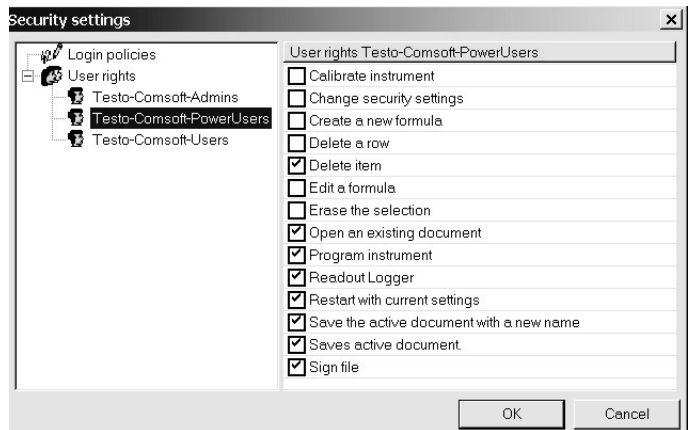 Security settings
Login policies
User rights
Testo-Comsoft-Admins
Testo-Comsoft-PowerUsers
Testo-Comsoft-Users
User rights Testo-Comsoft-PowerUsers
Calibrate instrument
Change security settings
Create a new formula
Delete a row
Delete item
Edit a formula
Erase the selection
Open an existing document
Program instrument
Readout Logger
Restart with current settings
Save the active document with a new name
Saves active document.
Sign file
OK
Cancel